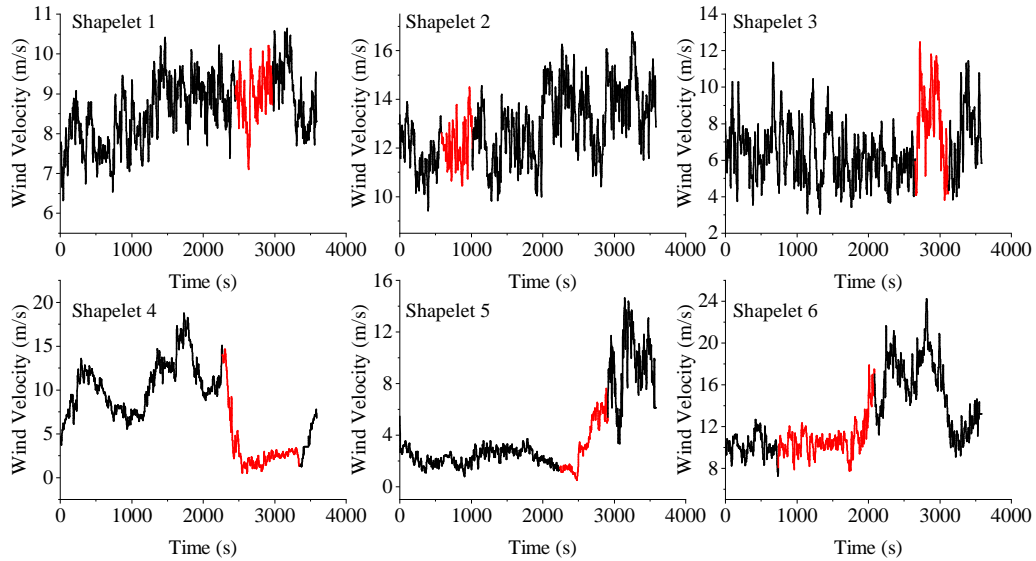 Shapelet 1
Wind Velocity (m/s)
11
10
9
8
7
6
0 1000 2000 3000 4000
Time (s)
Shapelet 2
Wind Velocity (m/s)
16
14
12
10
0 1000 2000 3000 4000
Time (s)
Shapelet 3
Wind Velocity (m/s)
14
12
10
8
6
4
2
0 1000 2000 3000 4000
Time (s)
Shapelet 4
Wind Velocity (m/s)
20
15
10
5
0
0 1000 2000 3000 4000
Time (s)
Shapelet 5
Wind Velocity (m/s)
16
12
8
4
0
0 1000 2000 3000 4000
Time (s)
Shapelet 6
Wind Velocity (m/s)
24
20
16
12
8
0 1000 2000 3000 4000
Time (s)